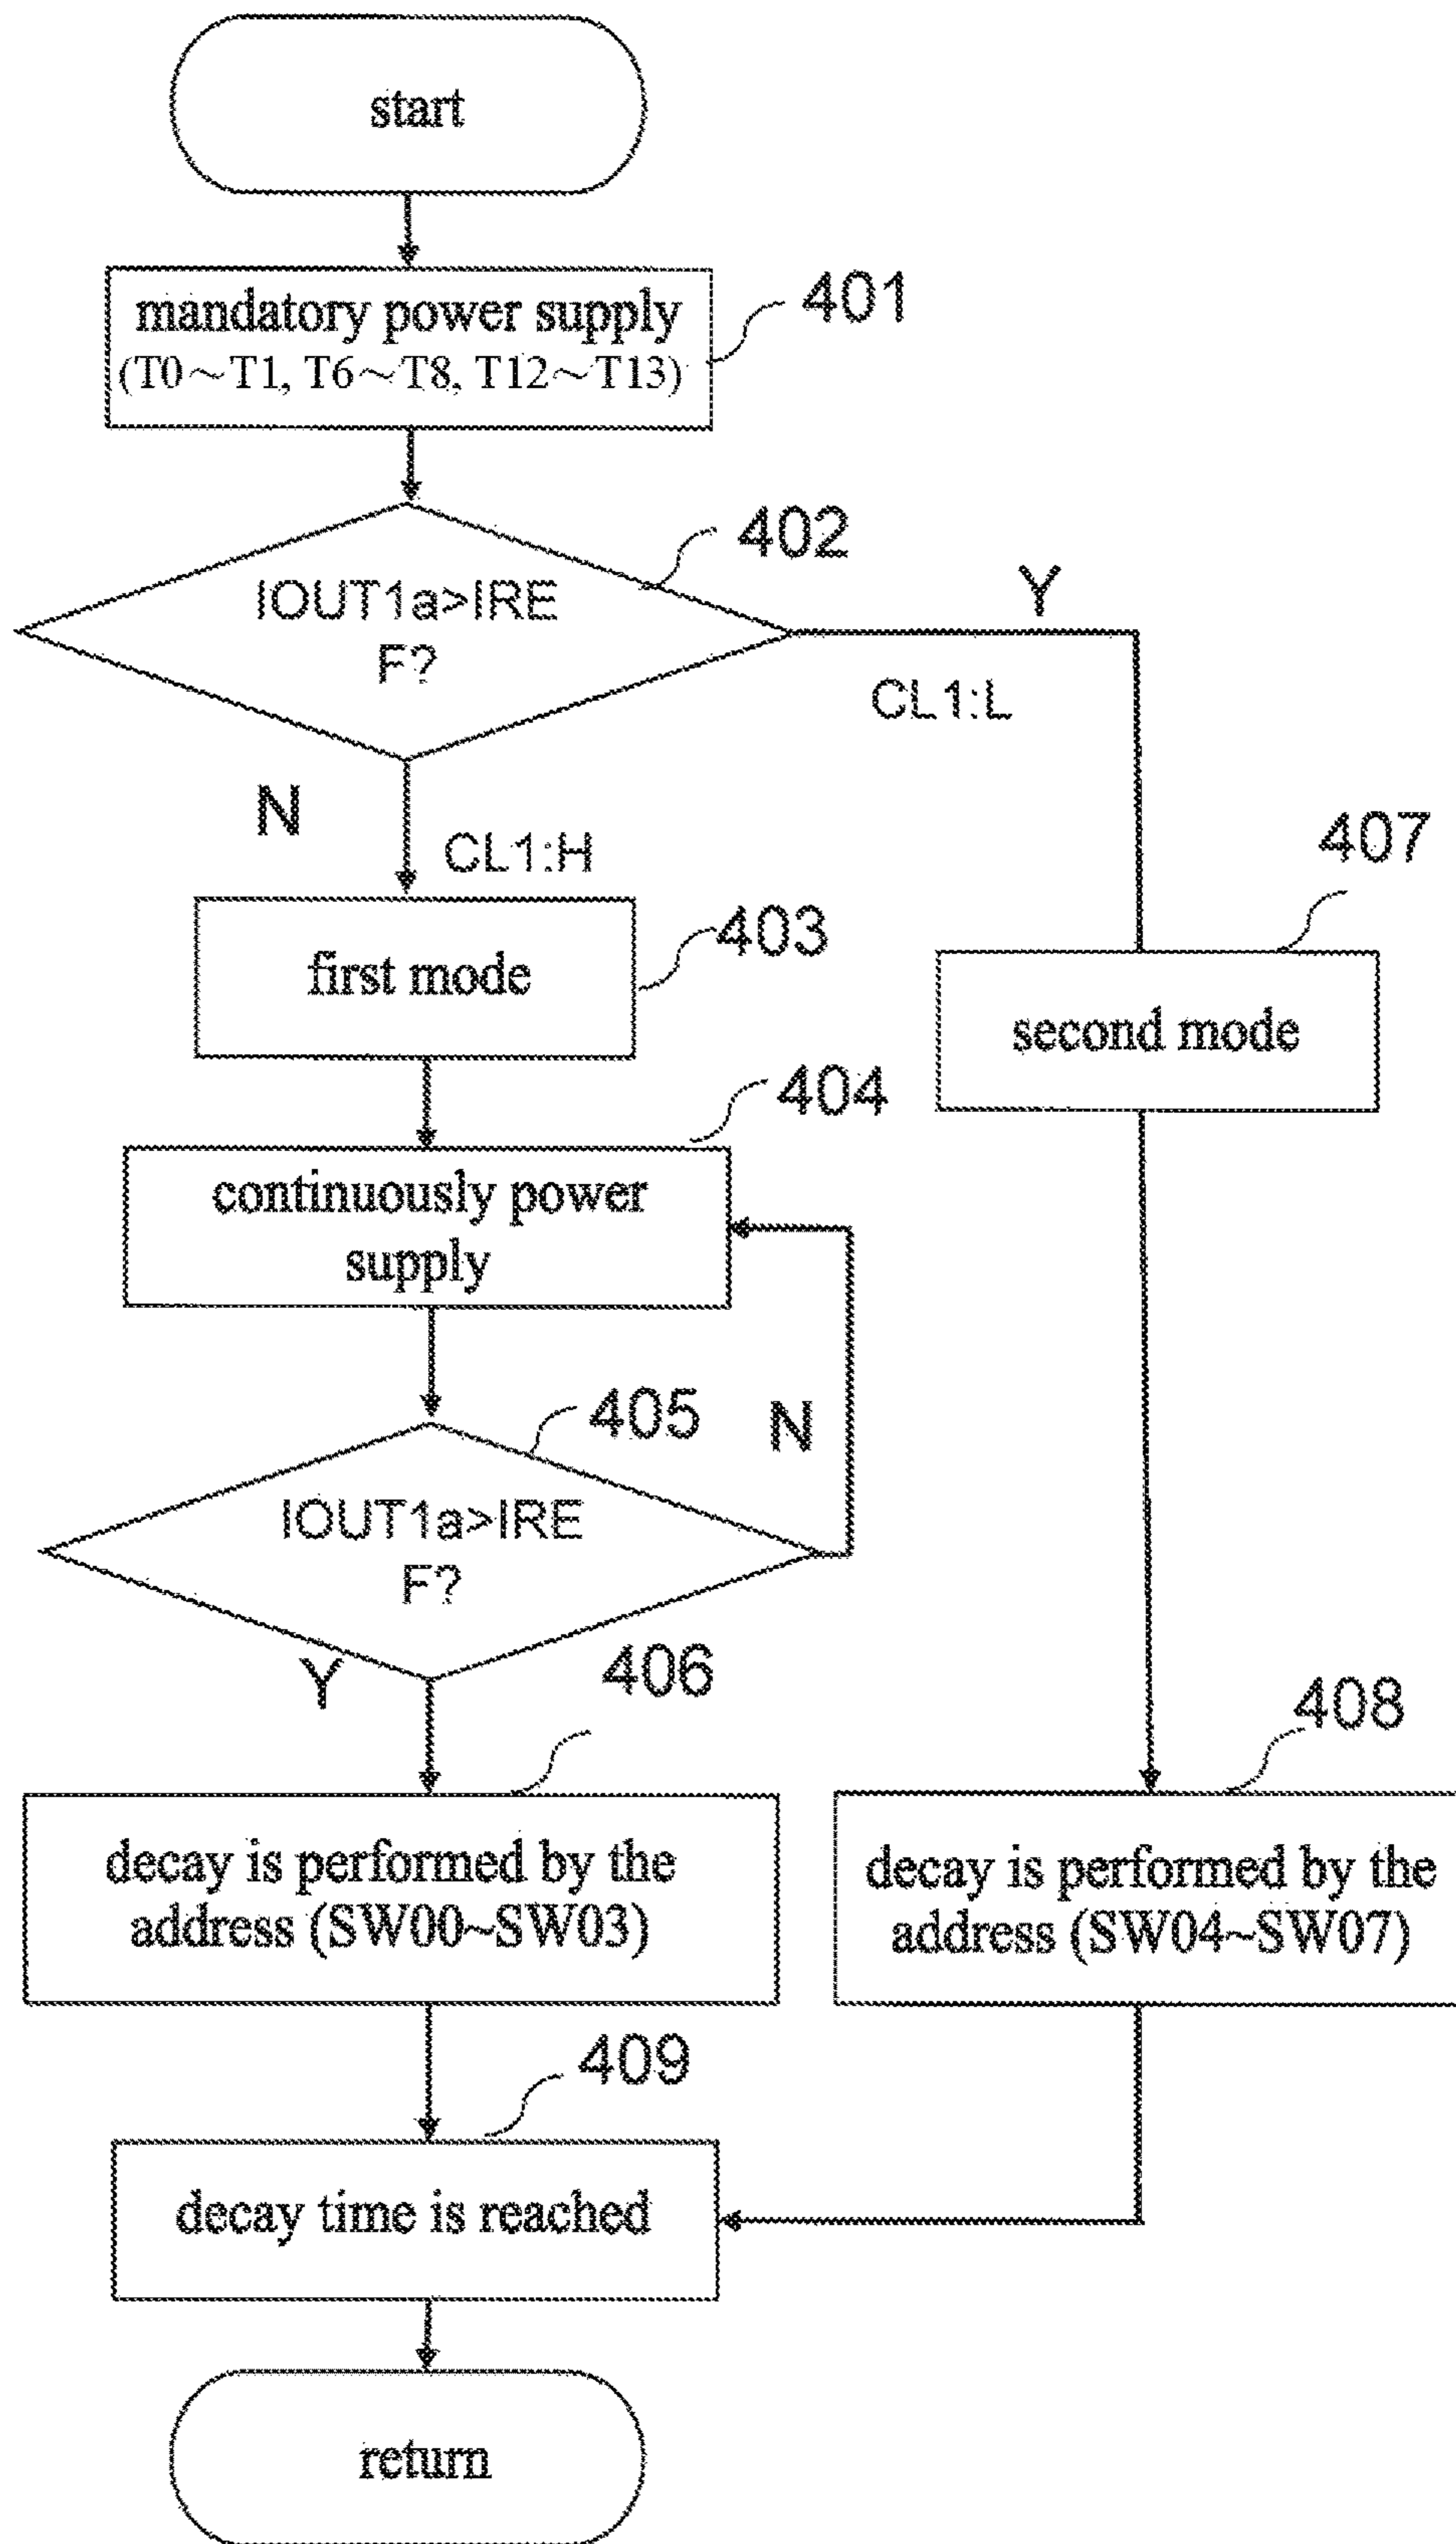 start
mandatory power supply
(T0~T1, T6~T8, T12~T13)
401
402
IOUT1a>IRE
F?
Y
CL1:L
N
CL1:H
407
403
first mode
second mode
404
continuously power
supply
405
N
IOUT1a>IRE
F?
Y
406
408
decay is performed by the
address (SW00~SW03)
decay is performed by the
address (SW04~SW07)
409
decay time is reached
return